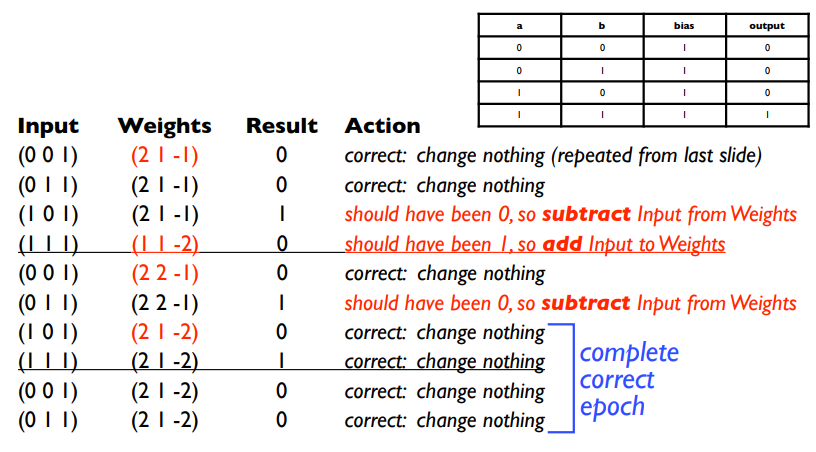 a b bias output
0 0 1 0
0 1 1 0
1 0 1 0
1 1 1 1
Input Weights Result Action
(0 0 1) (2 1 -1) 0 correct: change nothing (repeated from last slide)
(0 1 1) (2 1 -1) 0 correct: change nothing
(1 0 1) (2 1 -1) 1 should have been 0, so subtract Input from Weights
(1 1 1) (1 1 -2) 0 should have been 1, so add Input to Weights
(0 0 1) (2 2 -1) 0 correct: change nothing
(0 1 1) (2 2 -1) 1 should have been 0, so subtract Input from Weights
(1 0 1) (2 1 -2) 0 correct: change nothing
(1 1 1) (2 1 -2) 1 correct: change nothing
(0 0 1) (2 1 -2) 0 correct: change nothing
(0 1 1) (2 1 -2) 0 correct: change nothing
complete
correct
epoch